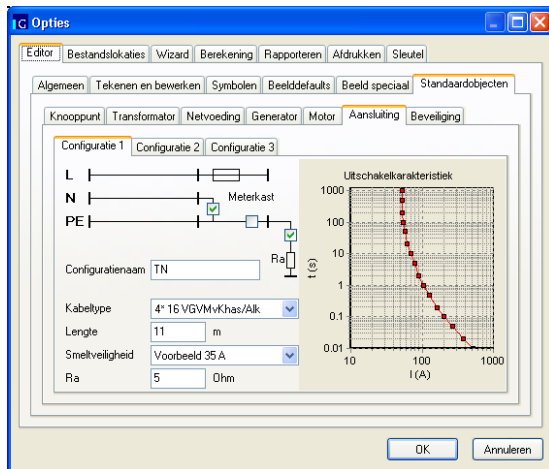 Opties
Editor Bestandslokaties Wizard Berekening Rapporteren Afdrukken Sleutel
Algemeen Tekenen en bewerken Symbolen Beelddefaults Beeld speciaal Standaardobjecten
Knooppunt Transformator Netvoeding Generator Motor Aansluiting Beveiliging
Configuratie 1 Configuratie 2 Configuratie 3
L
N Meterkast
PE
Ra
Configuratienaam TN
Kabeltype 4* 16 VGVMvKhas/Alk
Lengte 11 m
Smeltveiligheid Voorbeeld 35 A
Ra 5 Ohm
Uitschakelkarakteristiek
t (s)
1000
100
10
1
0.1
0.01
10 100 1000
I (A)
OK Annuleren